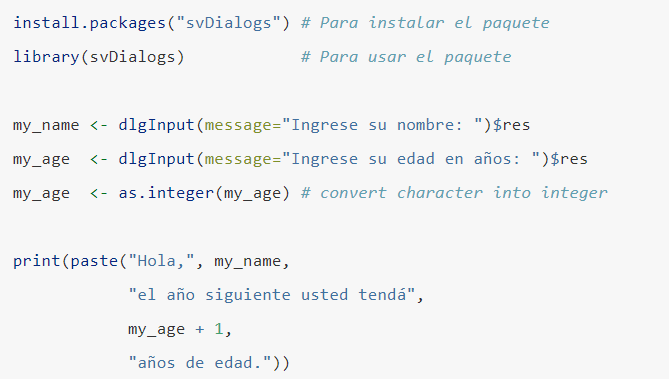 install.packages("svDialogs") # Para instalar el paquete
library(svDialogs)            # Para usar el paquete

my_name <- dlgInput(message="Ingrese su nombre: ")$res
my_age  <- dlgInput(message="Ingrese su edad en años: ")$res
my_age  <- as.integer(my_age) # convert character into integer

print(paste("Hola,", my_name,
            "el año siguiente usted tendá",
            my_age + 1,
            "años de edad."))